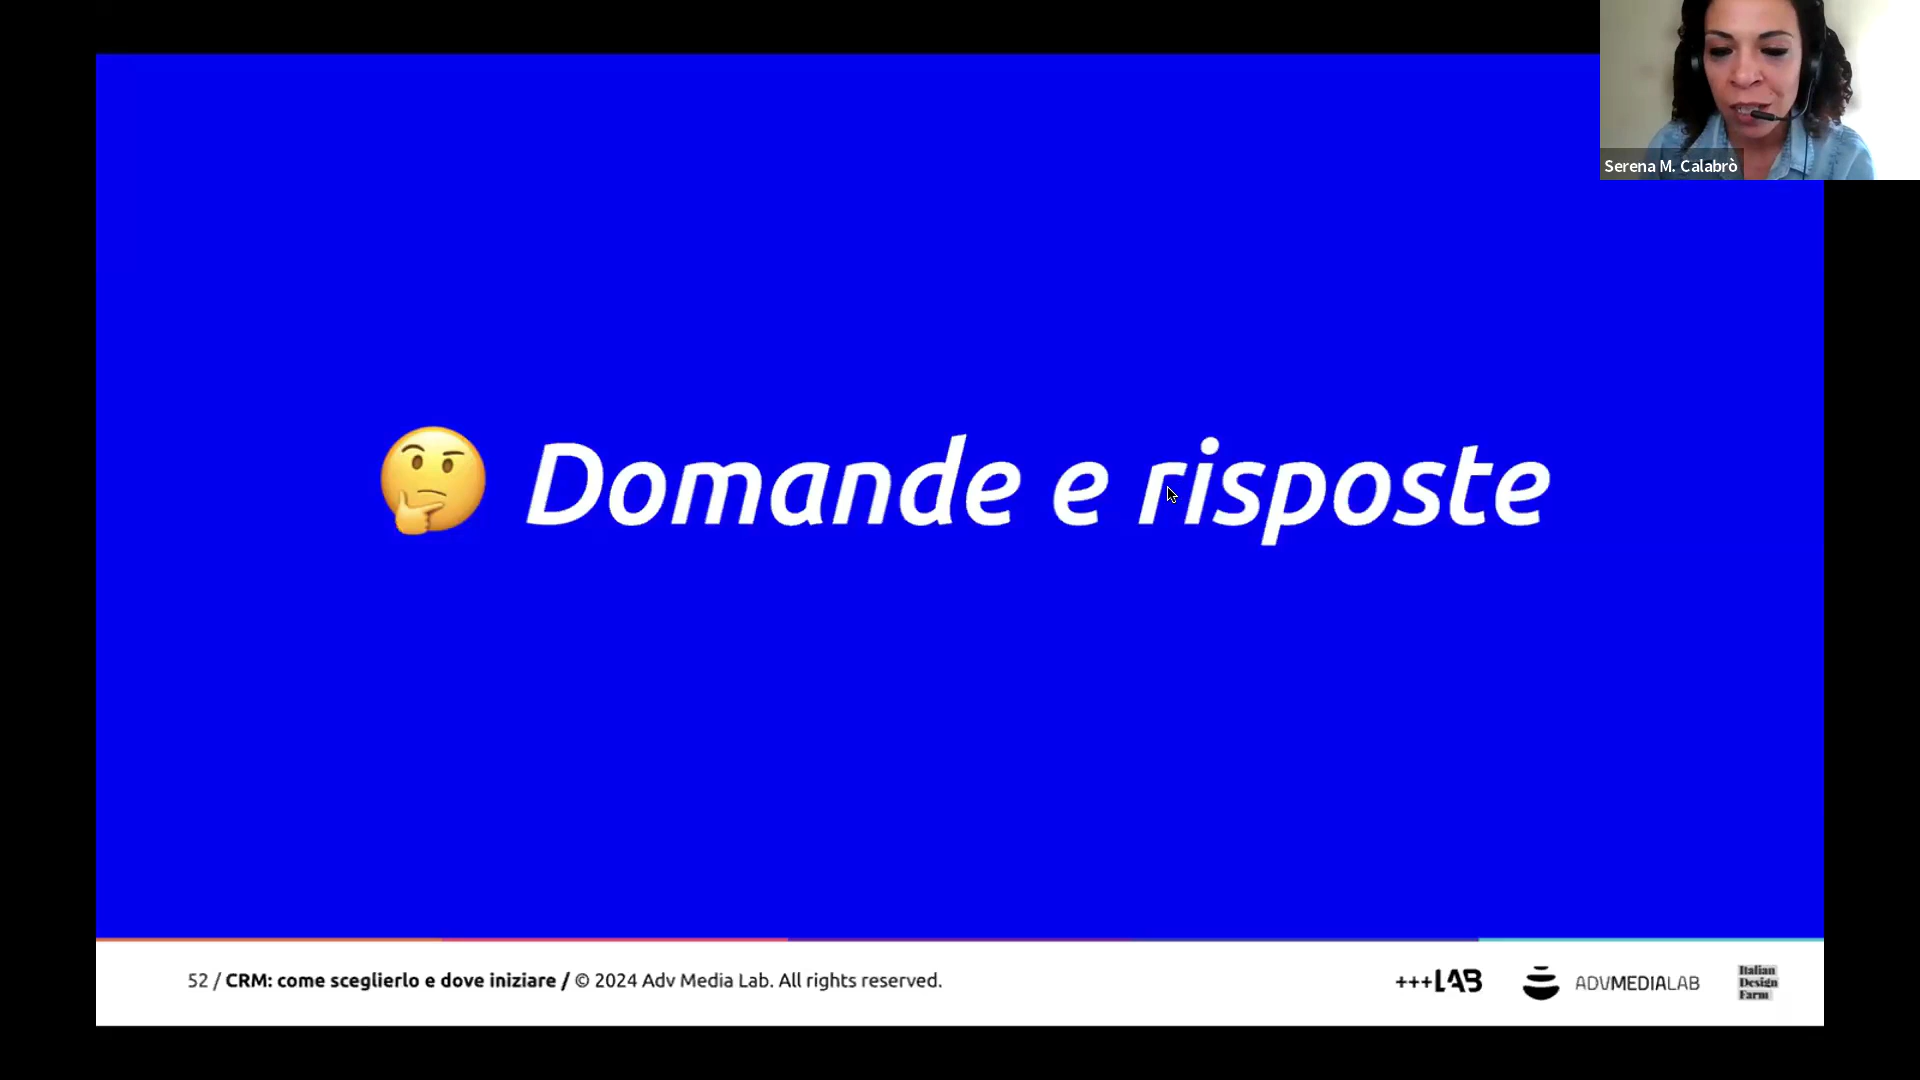 Serena M. Calabrò
Domande e risposte
52 / CRM: come sceglierlo e dove iniziare / © 2024 Adv Media Lab. All rights reserved.
+++LAB
ADVMEDIALAB
Italian
Design
Farm